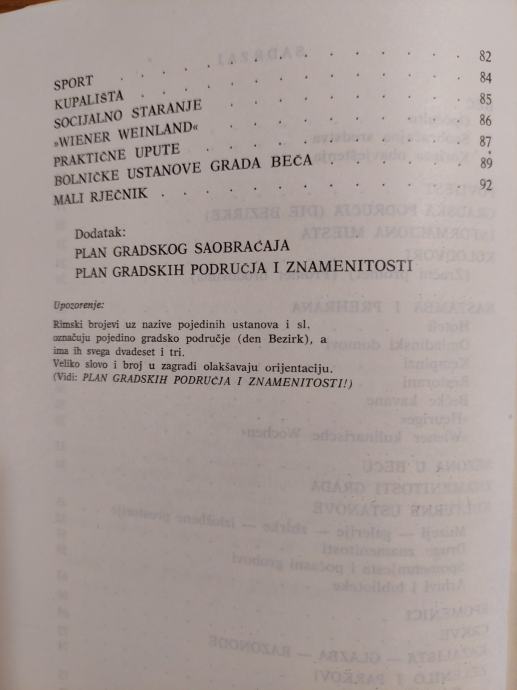 SPORT . . . . . . . . . . 82
KUPALIŠTA . . . . . . . . . . 84
SOCIJALNO STARANJE . . . . . . . . 85
»WIENER WEINLAND« . . . . . . . . 86
PRAKTIČNE UPUTE . . . . . . . . 87
BOLNIČKE USTANOVE GRADA BEČA . . . . 89
MALI RJEČNIK . . . . . . . . . . 92
Dodatak:
PLAN GRADSKOG SAOBRAĆAJA
PLAN GRADSKIH PODRUČJA I ZNAMENITOSTI
Upozorenje:
Rimski brojevi uz nazive pojedinih ustanova i sl.
označuju pojedino gradsko područje (den Bezirk), a
ima ih svega dvadeset i tri.
Veliko slovo i broj u zagradi olakšavaju orijentaciju.
(Vidi: PLAN GRADSKIH PODRUČJA I ZNAMENITOSTI!)